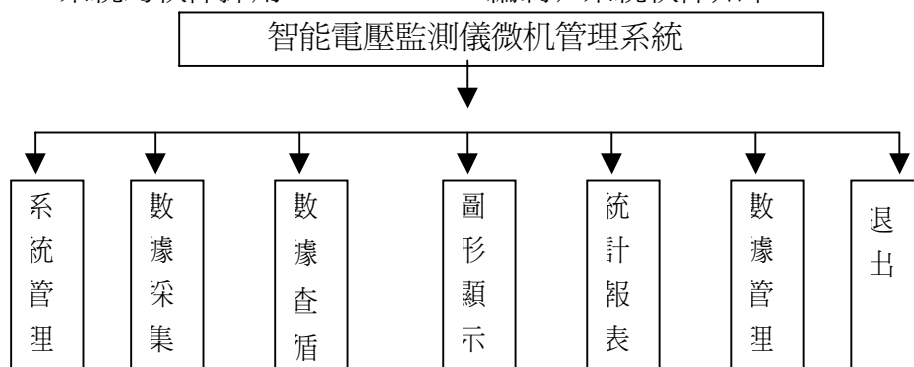 智能電壓監測儀微机管理系統
系統管理
數據采集
數據查循
圖形顯示
統計報表
數據管理
退出